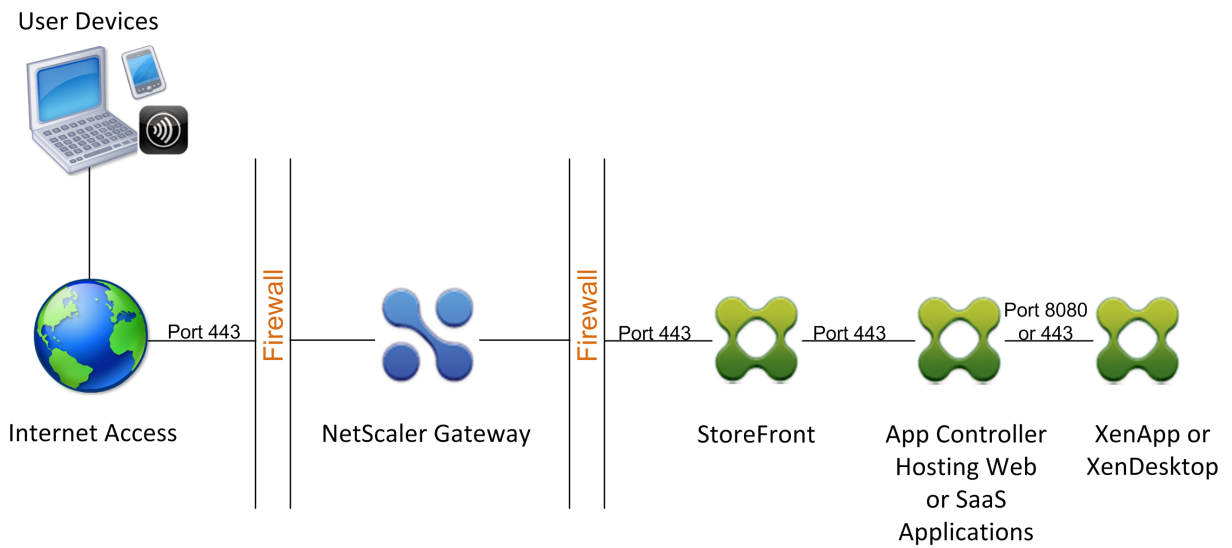 User Devices
Port 443
Firewall
Firewall
Port 443
Port 443
Port 8080
or 443
Internet Access
NetScaler Gateway
StoreFront
App Controller
Hosting Web
or SaaS
Applications
XenApp or
XenDesktop